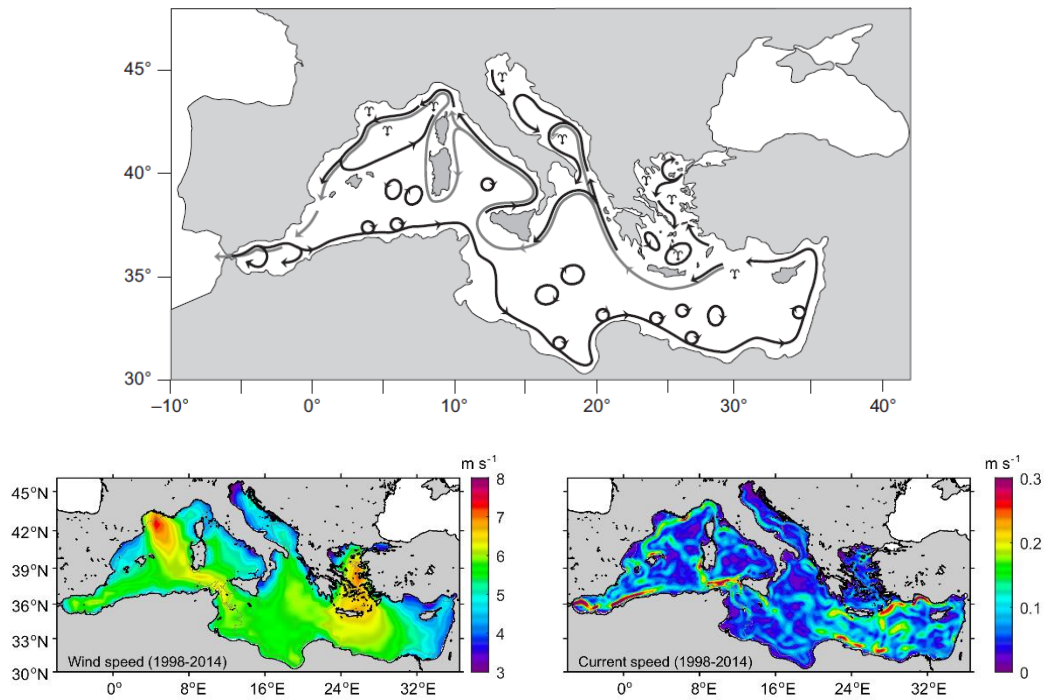 45°
40°
35°
30°
–10° 0° 10° 20° 30° 40°
m s⁻¹
45°N
42°N
39°N
36°N
33°N
30°N
0° 8°E 16°E 24°E 32°E
8
7
6
5
4
3
Wind speed (1998-2014)
m s⁻¹
45°N
42°N
39°N
36°N
33°N
30°N
0° 8°E 16°E 24°E 32°E
0.3
0.2
0.1
0
Current speed (1998-2014)